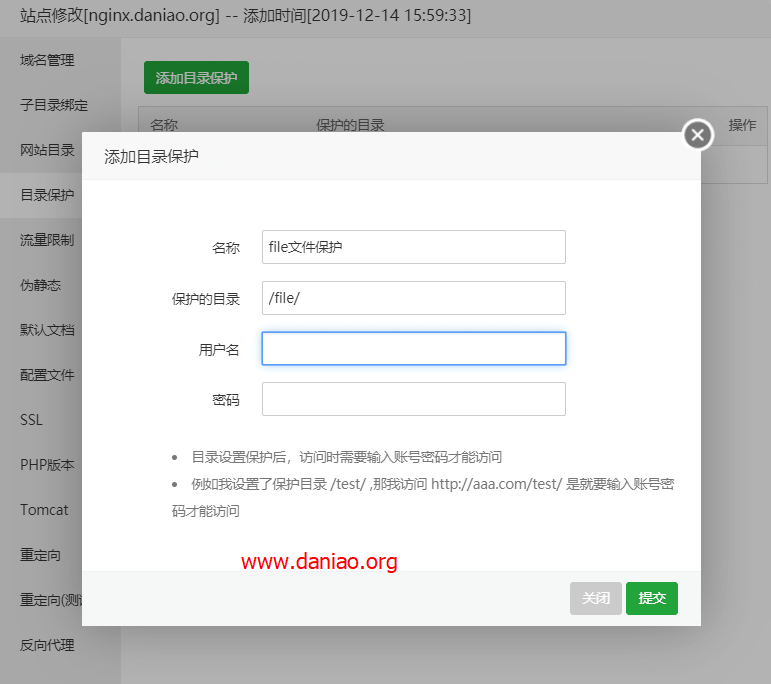 站点修改[nginx.daniao.org] -- 添加时间[2019-12-14 15:59:33]
域名管理
子目录绑定
网站目录
目录保护
流量限制
伪静态
默认文档
配置文件
SSL
PHP版本
Tomcat
重定向
重定向(测试
反向代理
添加目录保护
名称 保护的目录 操作
添加目录保护
名称 file文件保护
保护的目录 /file/
用户名
密码
目录设置保护后，访问时需要输入账号密码才能访问
例如我设置了保护目录 /test/ ,那我访问 http://aaa.com/test/ 是就要输入账号密
码才能访问
www.daniao.org
关闭 提交